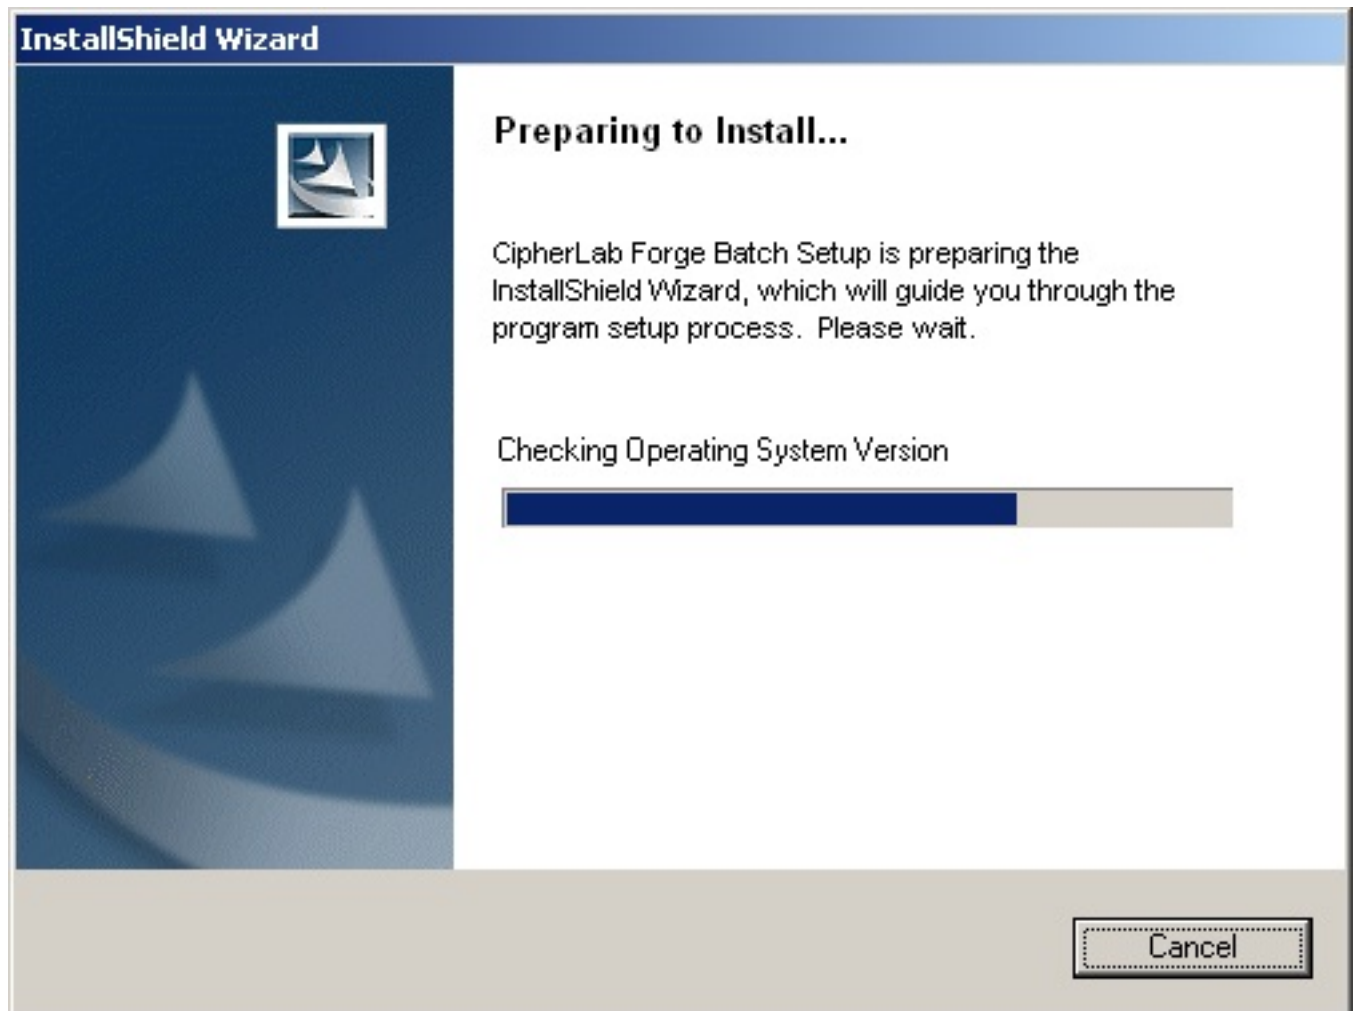 InstallShield Wizard
Preparing to Install...
CipherLab Forge Batch Setup is preparing the
InstallShield Wizard, which will guide you through the
program setup process.  Please wait.
Checking Operating System Version
Cancel